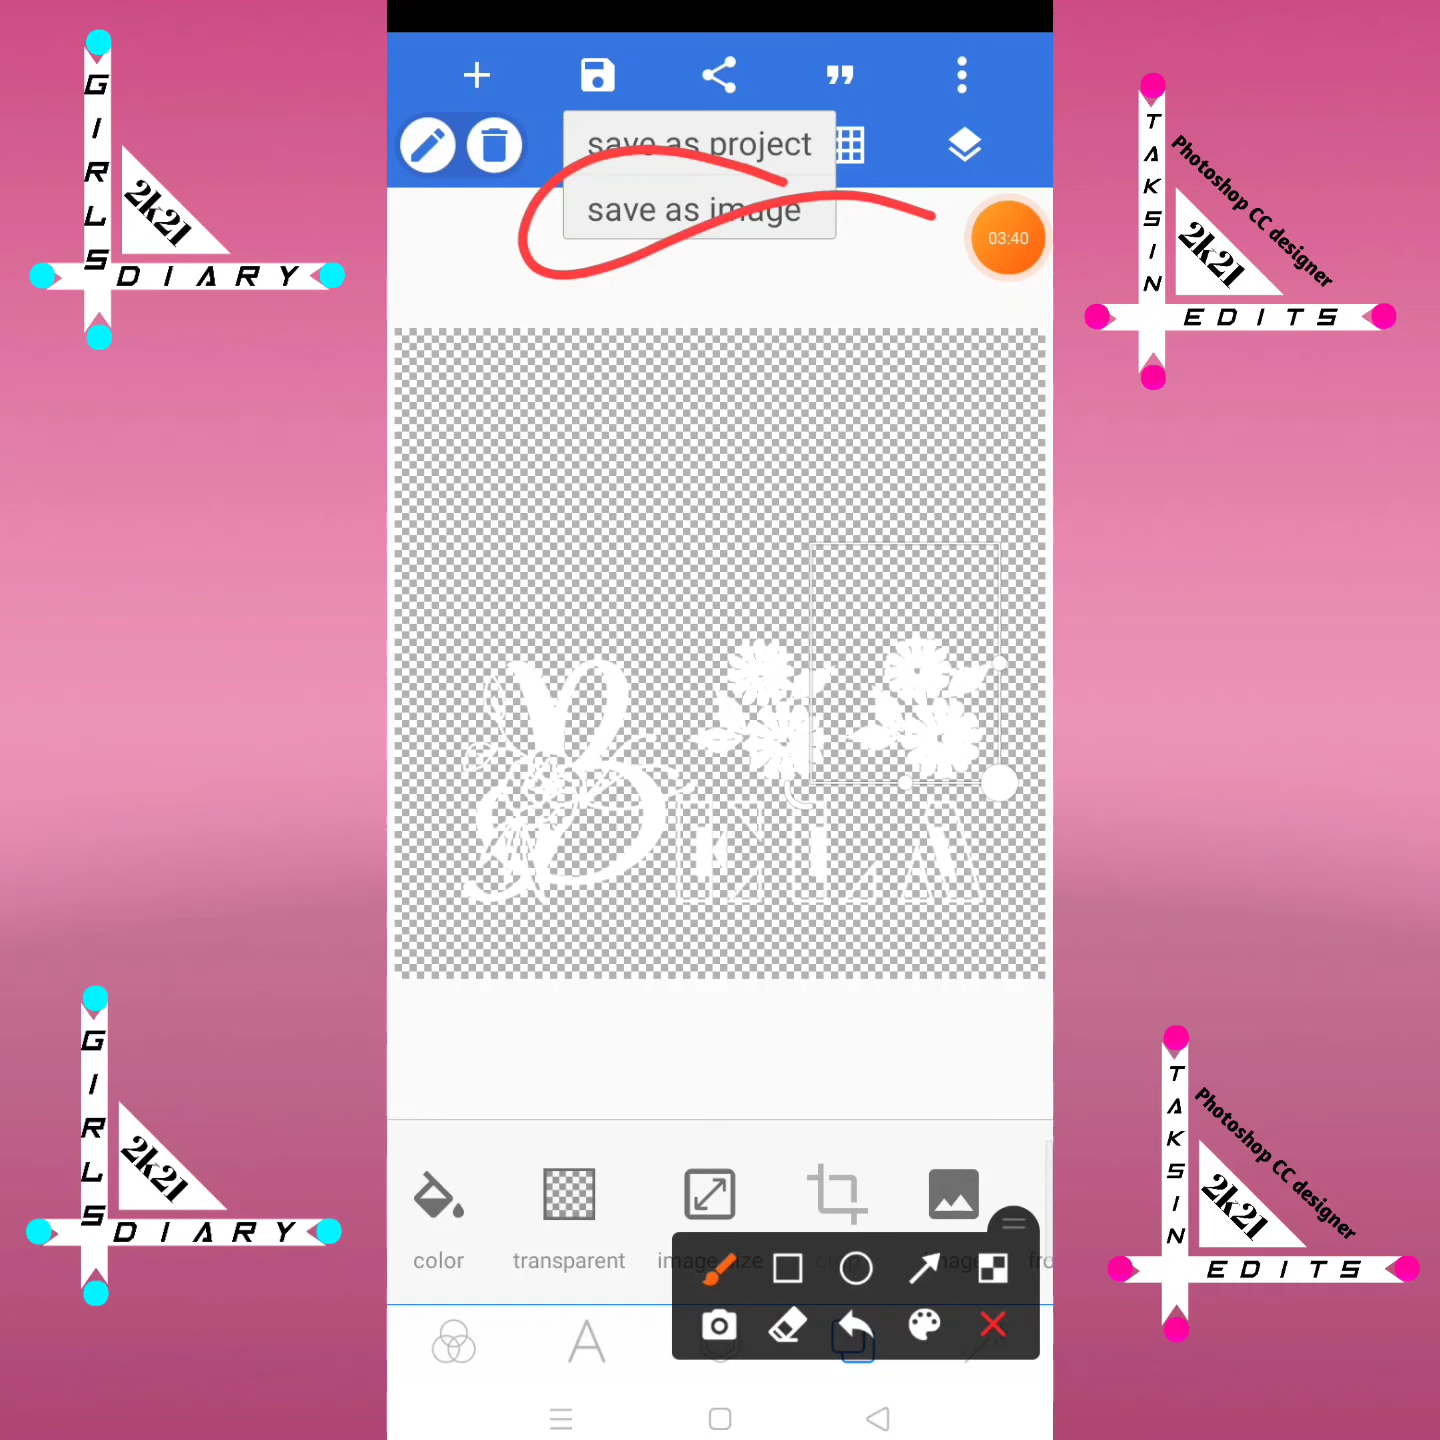 GIRLS
2k21
DIARY
TAKSIN
Photoshop CC designer
2k21
EDITS
save as project
save as image
03:40
BELLA
GIRLS
2k21
DIARY
TAKSIN
Photoshop CC designer
2k21
EDITS
color
transparent